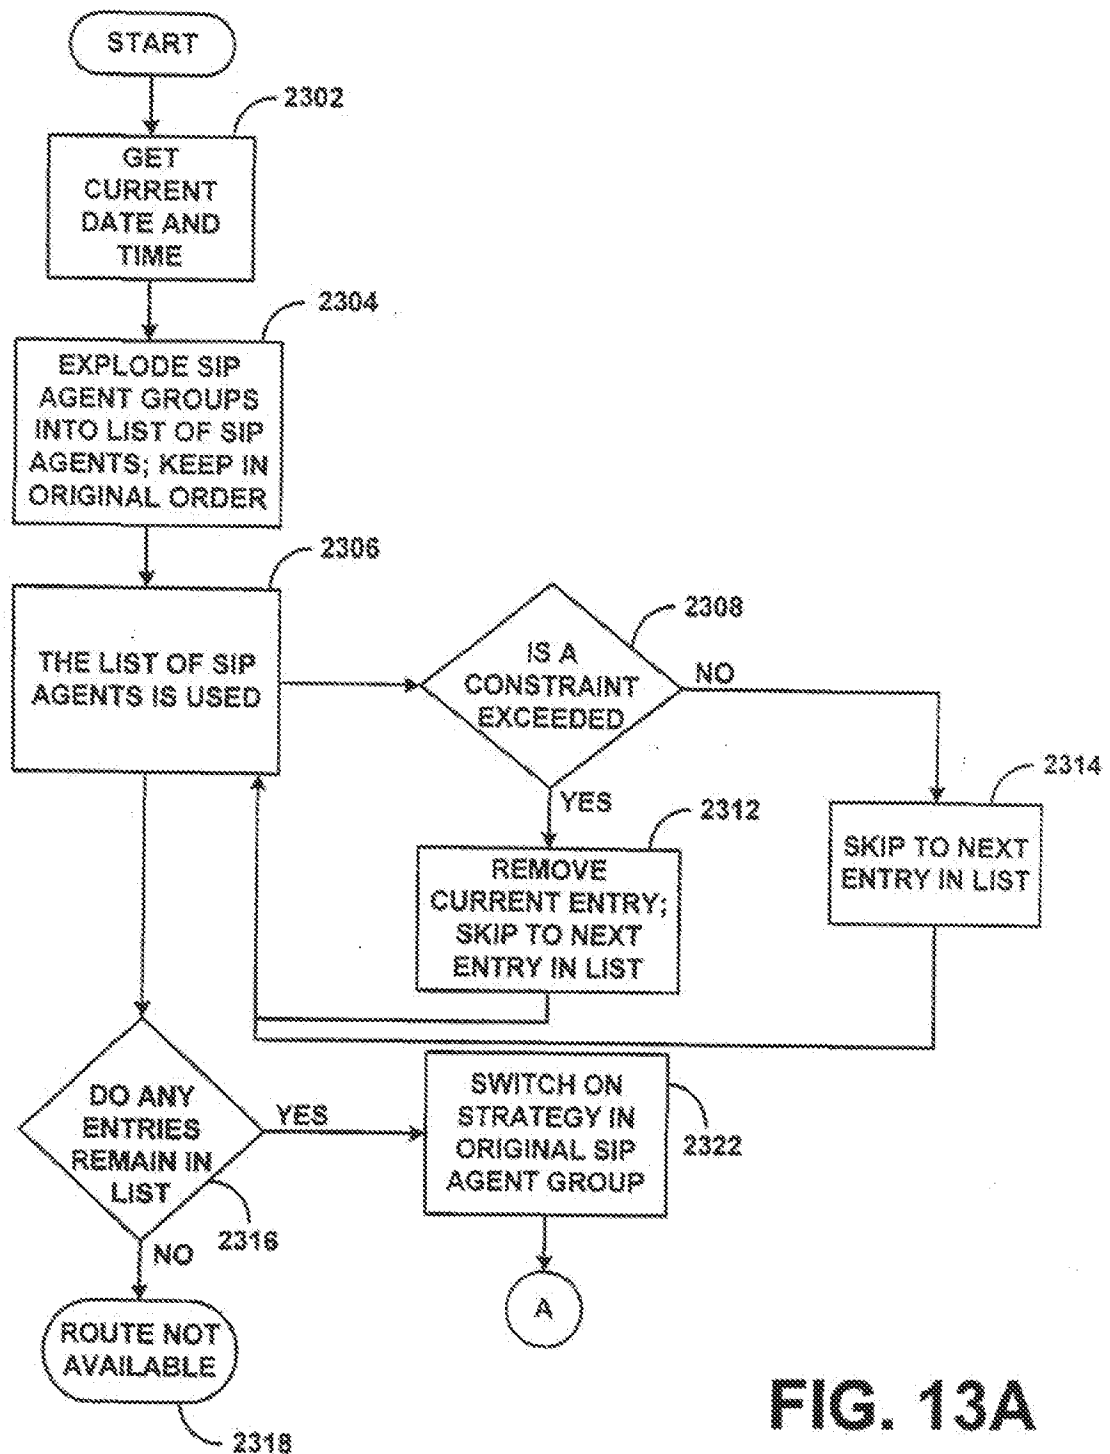 START
2302
GET
CURRENT
DATE AND
TIME
2304
EXPLODE SIP
AGENT GROUPS
INTO LIST OF SIP
AGENTS; KEEP IN
ORIGINAL ORDER
2306
THE LIST OF SIP
AGENTS IS USED
2308
IS A
CONSTRAINT
EXCEEDED
NO
YES
2314
SKIP TO NEXT
ENTRY IN LIST
2312
REMOVE
CURRENT ENTRY;
SKIP TO NEXT
ENTRY IN LIST
DO ANY
ENTRIES
REMAIN IN
LIST
2316
YES
NO
SWITCH ON
STRATEGY IN
ORIGINAL SIP
AGENT GROUP
2322
A
ROUTE NOT
AVAILABLE
2318
FIG. 13A